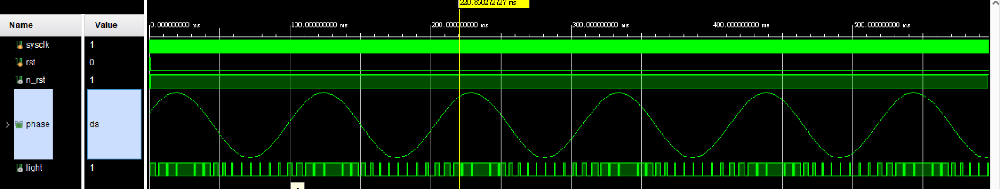 220.850272727 ms
Name Value 0.000000000 ms 100.000000000 ms 200.000000000 ms 300.000000000 ms 400.000000000 ms 500.000000000 ms
sysclk 1
rst 0
n_rst 1
phase da
light 1